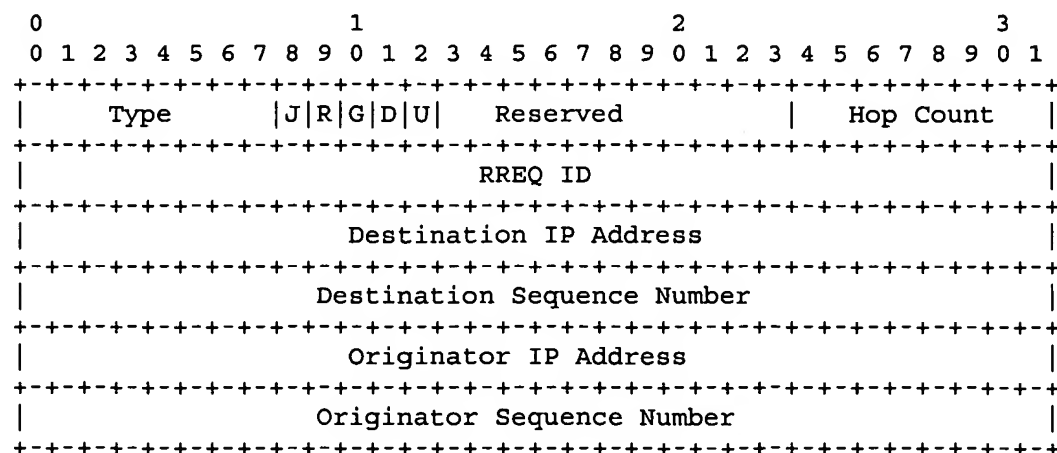 0                   1                   2                   3
 0 1 2 3 4 5 6 7 8 9 0 1 2 3 4 5 6 7 8 9 0 1 2 3 4 5 6 7 8 9 0 1
+-+-+-+-+-+-+-+-+-+-+-+-+-+-+-+-+-+-+-+-+-+-+-+-+-+-+-+-+-+-+-+-+
|     Type      |J|R|G|D|U|   Reserved          |   Hop Count   |
+-+-+-+-+-+-+-+-+-+-+-+-+-+-+-+-+-+-+-+-+-+-+-+-+-+-+-+-+-+-+-+-+
|                            RREQ ID                            |
+-+-+-+-+-+-+-+-+-+-+-+-+-+-+-+-+-+-+-+-+-+-+-+-+-+-+-+-+-+-+-+-+
|                    Destination IP Address                     |
+-+-+-+-+-+-+-+-+-+-+-+-+-+-+-+-+-+-+-+-+-+-+-+-+-+-+-+-+-+-+-+-+
|                  Destination Sequence Number                  |
+-+-+-+-+-+-+-+-+-+-+-+-+-+-+-+-+-+-+-+-+-+-+-+-+-+-+-+-+-+-+-+-+
|                    Originator IP Address                      |
+-+-+-+-+-+-+-+-+-+-+-+-+-+-+-+-+-+-+-+-+-+-+-+-+-+-+-+-+-+-+-+-+
|                  Originator Sequence Number                   |
+-+-+-+-+-+-+-+-+-+-+-+-+-+-+-+-+-+-+-+-+-+-+-+-+-+-+-+-+-+-+-+-+